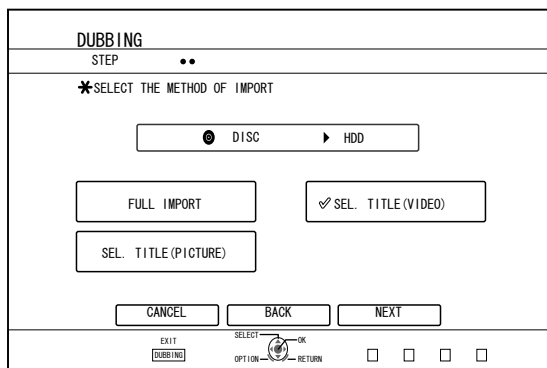 DUBBING
STEP
SELECT THE METHOD OF IMPORT
DISC HDD
FULL IMPORT SEL. TITLE(VIDEO)
SEL. TITLE(PICTURE)
CANCEL BACK NEXT
EXIT SELECT OK
DUBBING OPTION RETURN